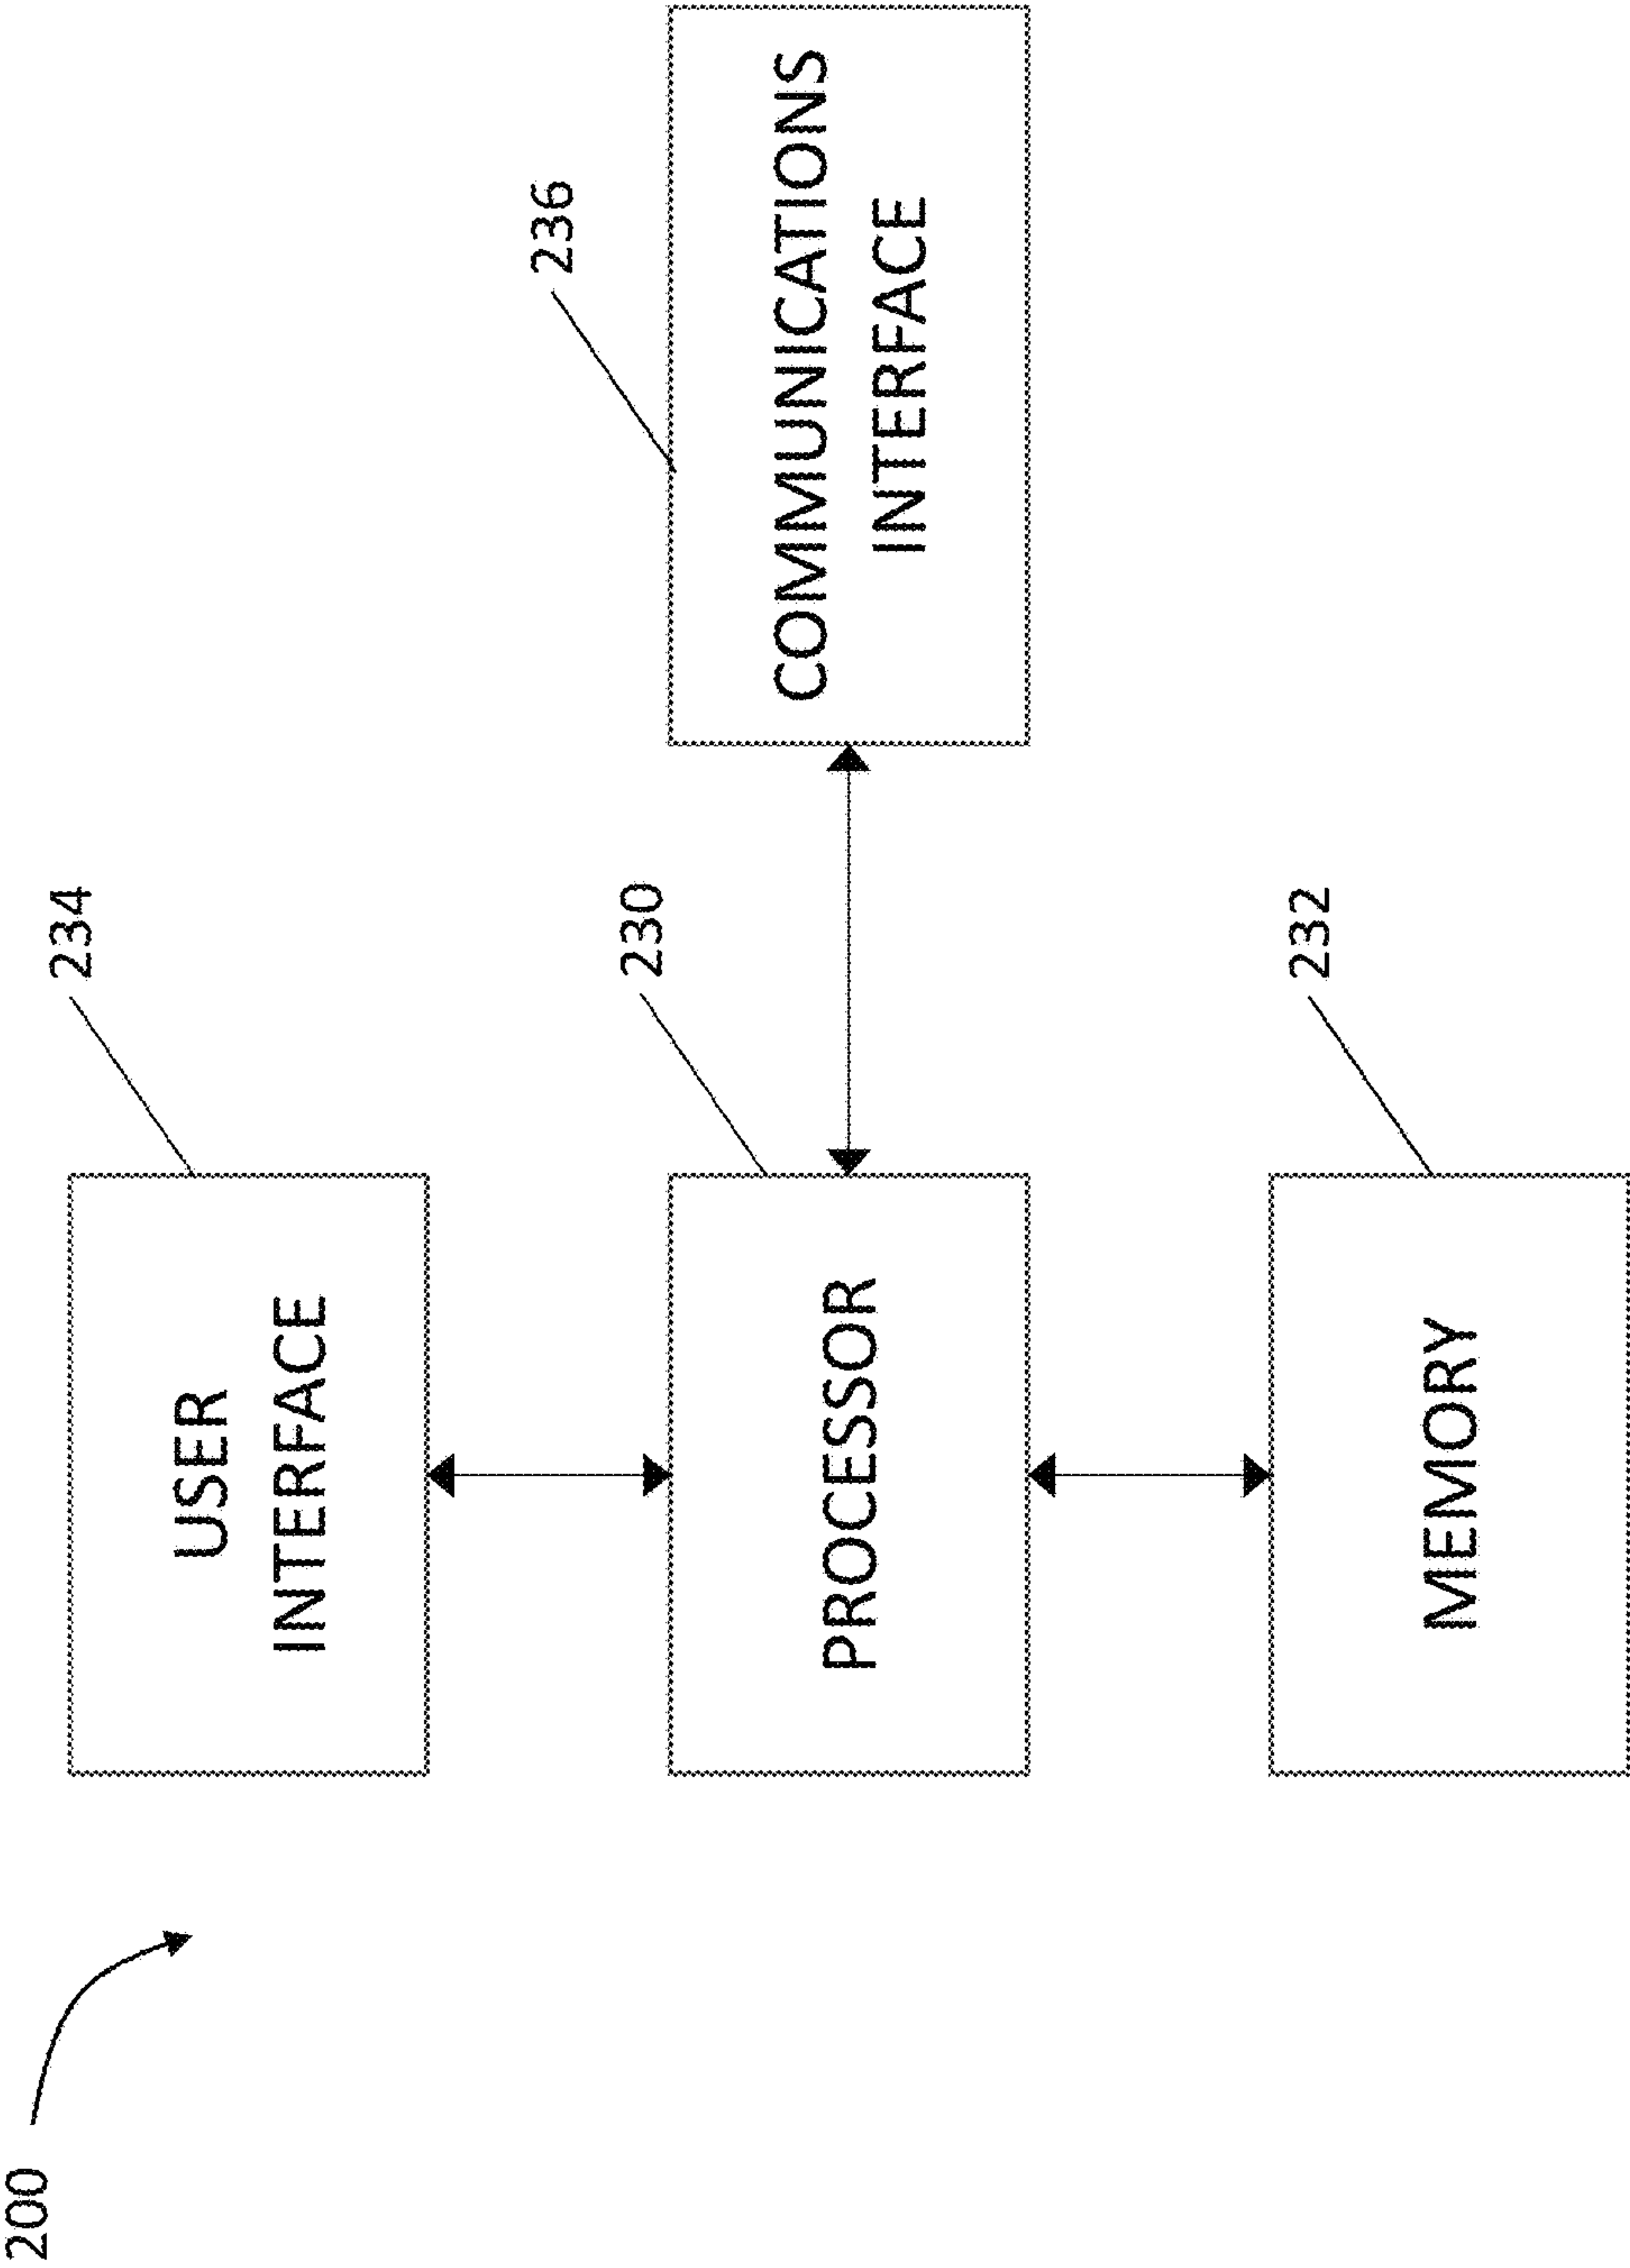 200
234
USER
INTERFACE
230
PROCESSOR
236
COMMUNICATIONS
INTERFACE
232
MEMORY